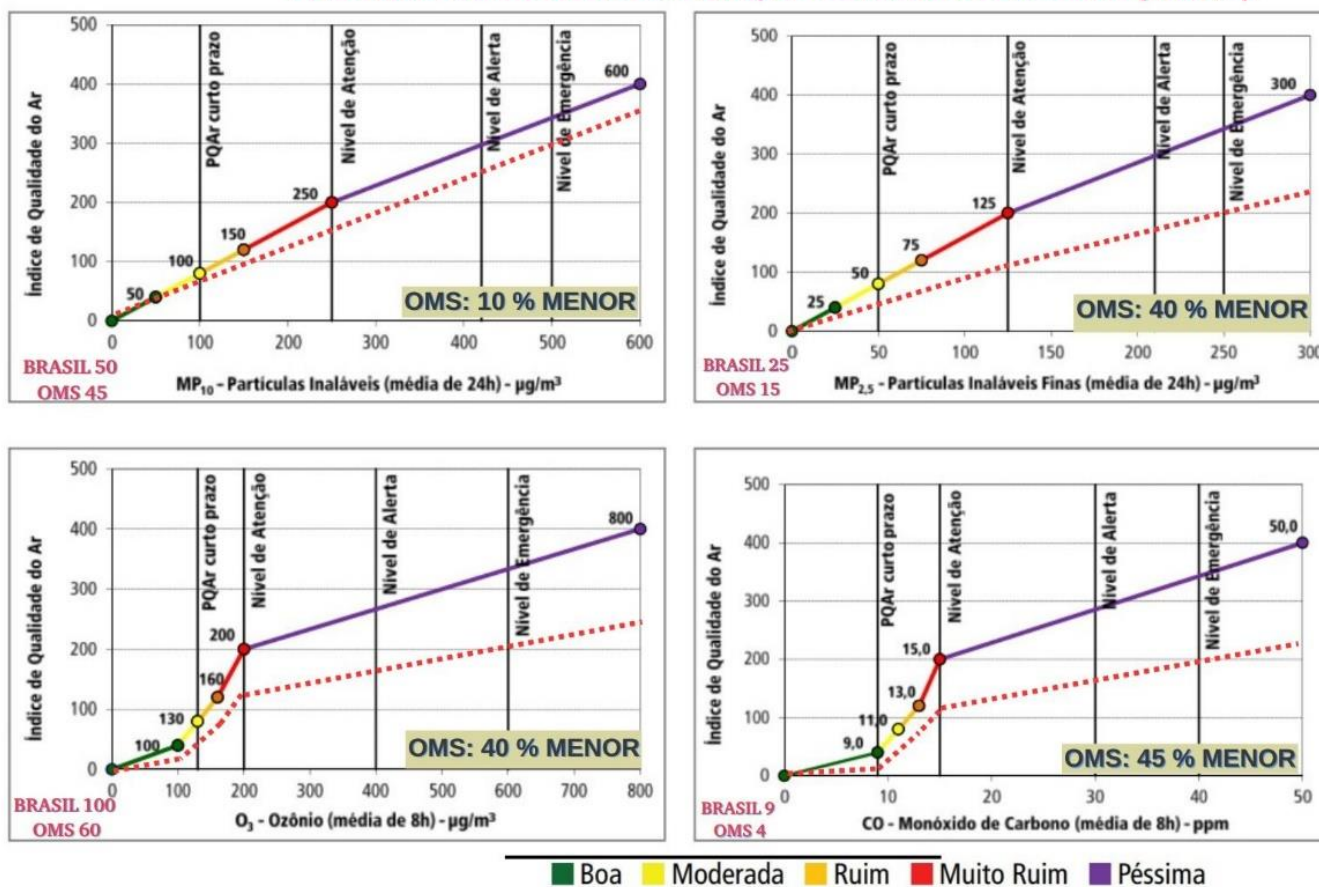 500
400
300
200
100
0
Índice de Qualidade do Ar
PQAr curto prazo
Nível de Atenção
Nível de Alerta
Nível de Emergência
50
100
150
250
600
OMS: 10 % MENOR
0 100 200 300 400 500 600
BRASIL 50
OMS 45
MP10 - Partículas Inaláveis (média de 24h) - µg/m³
500
400
300
200
100
0
Índice de Qualidade do Ar
PQAr curto prazo
Nível de Atenção
Nível de Alerta
Nível de Emergência
25
50
75
125
300
OMS: 40 % MENOR
0 50 100 150 200 250 300
BRASIL 25
OMS 15
MP2,5 - Partículas Inaláveis Finas (média de 24h) - µg/m³
500
400
300
200
100
0
Índice de Qualidade do Ar
PQAr curto prazo
Nível de Atenção
Nível de Alerta
Nível de Emergência
100
130
160
200
800
OMS: 40 % MENOR
0 100 200 300 400 500 600 700 800
BRASIL 100
OMS 60
O3 - Ozônio (média de 8h) - µg/m³
500
400
300
200
100
0
Índice de Qualidade do Ar
PQAr curto prazo
Nível de Atenção
Nível de Alerta
Nível de Emergência
9,0
11,0
13,0
15,0
50,0
OMS: 45 % MENOR
0 10 20 30 40 50
BRASIL 9
OMS 4
CO - Monóxido de Carbono (média de 8h) - ppm
Boa Moderada Ruim Muito Ruim Péssima